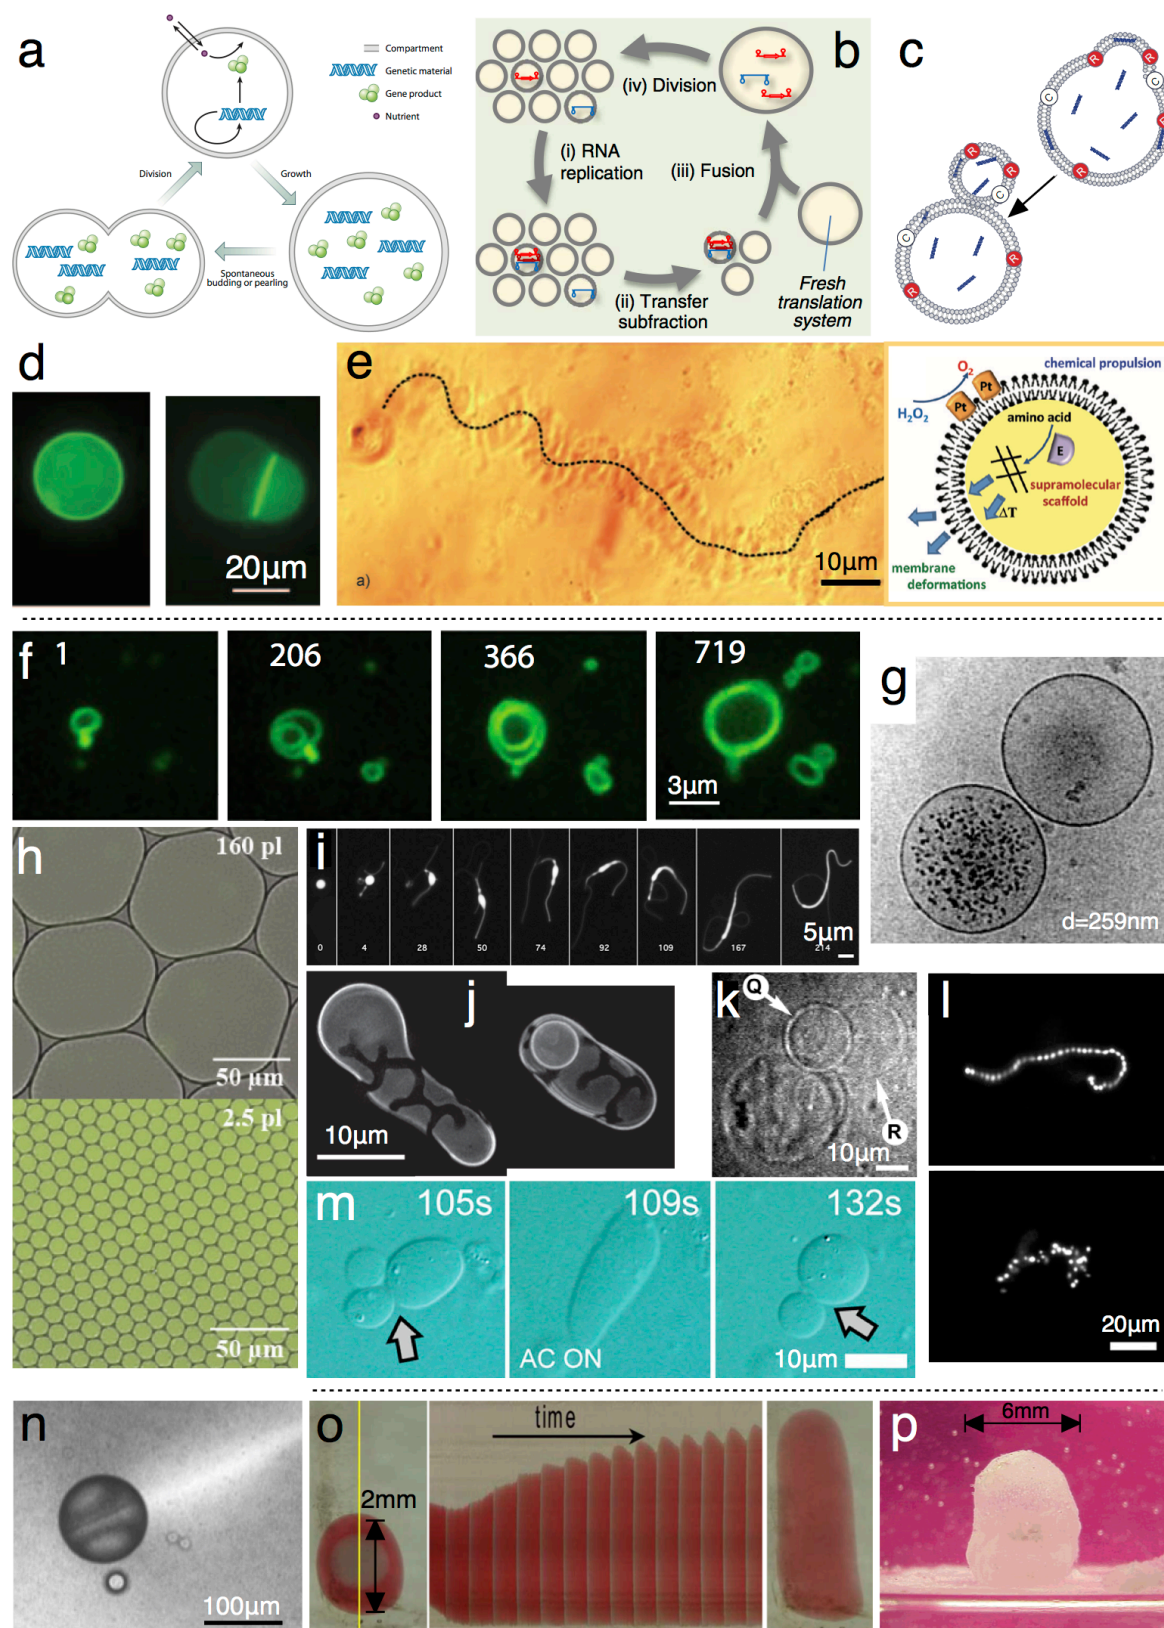 a
Nutrient
Compartment
Genetic material
Gene product
Nutrient
Division
Growth
Spontaneous
budding or pearling
b
(iv) Division
(i) RNA
replication
(iii) Fusion
(ii) Transfer
subfraction
Fresh
translation
system
c
R
R
C
C
R
R
R
C
C
R
R
d
20μm
e
a)
10μm
chemical propulsion
O2
Pt
Pt
H2O2
amino acid
E
supramolecular
scaffold
ΔT
membrane
deformations
f
1
206
366
719
3μm
g
d=259nm
h
160 pl
50 μm
2.5 pl
50 μm
i
0
4
28
50
74
92
109
167
214
5μm
j
10μm
k
Q
R
10μm
l
20μm
m
105s
109s
132s
AC ON
10μm
n
100μm
o
time
2mm
p
6mm